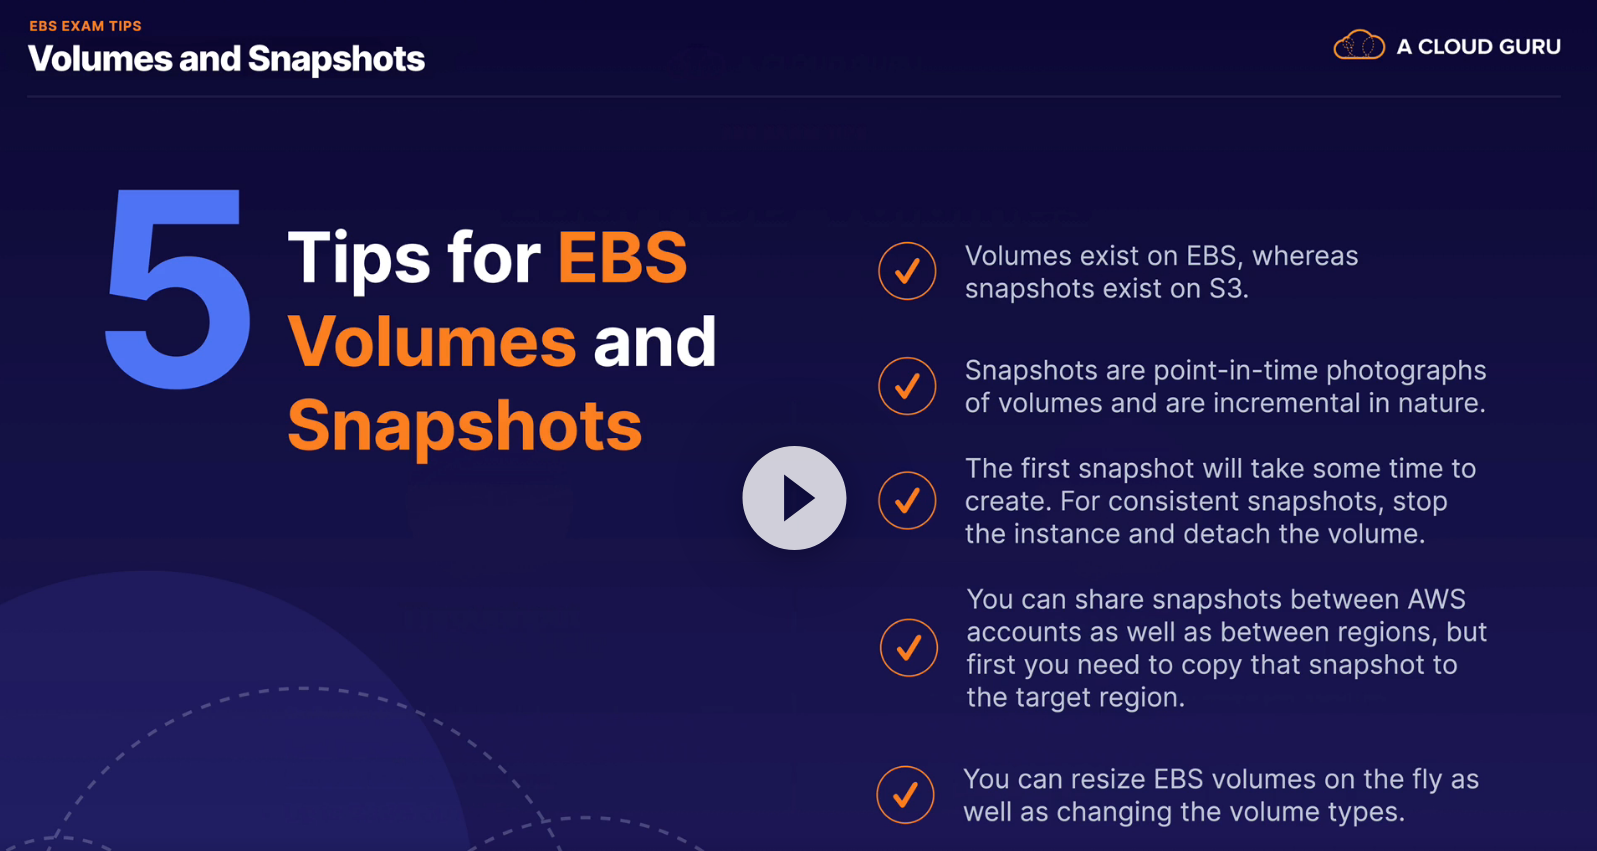 EBS EXAM TIPS
Volumes and Snapshots
A CLOUD GURU
5
Tips for EBS
Volumes and
Snapshots
Volumes exist on EBS, whereas
snapshots exist on S3.
Snapshots are point-in-time photographs
of volumes and are incremental in nature.
The first snapshot will take some time to
create. For consistent snapshots, stop
the instance and detach the volume.
You can share snapshots between AWS
accounts as well as between regions, but
first you need to copy that snapshot to
the target region.
You can resize EBS volumes on the fly as
well as changing the volume types.